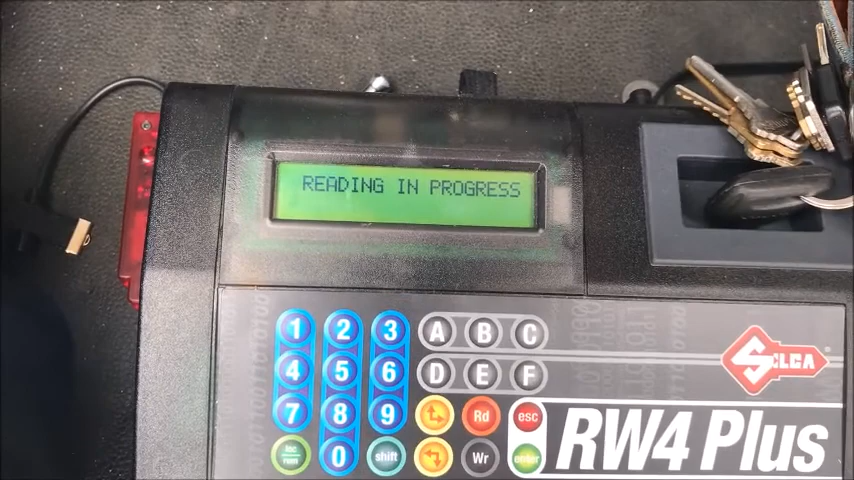 READING IN PROGRESS
1 2 3 A B C
4 5 6 D E F
7 8 9 Rd esc
0 shift Wr enter
SILCA
RW4 Plus